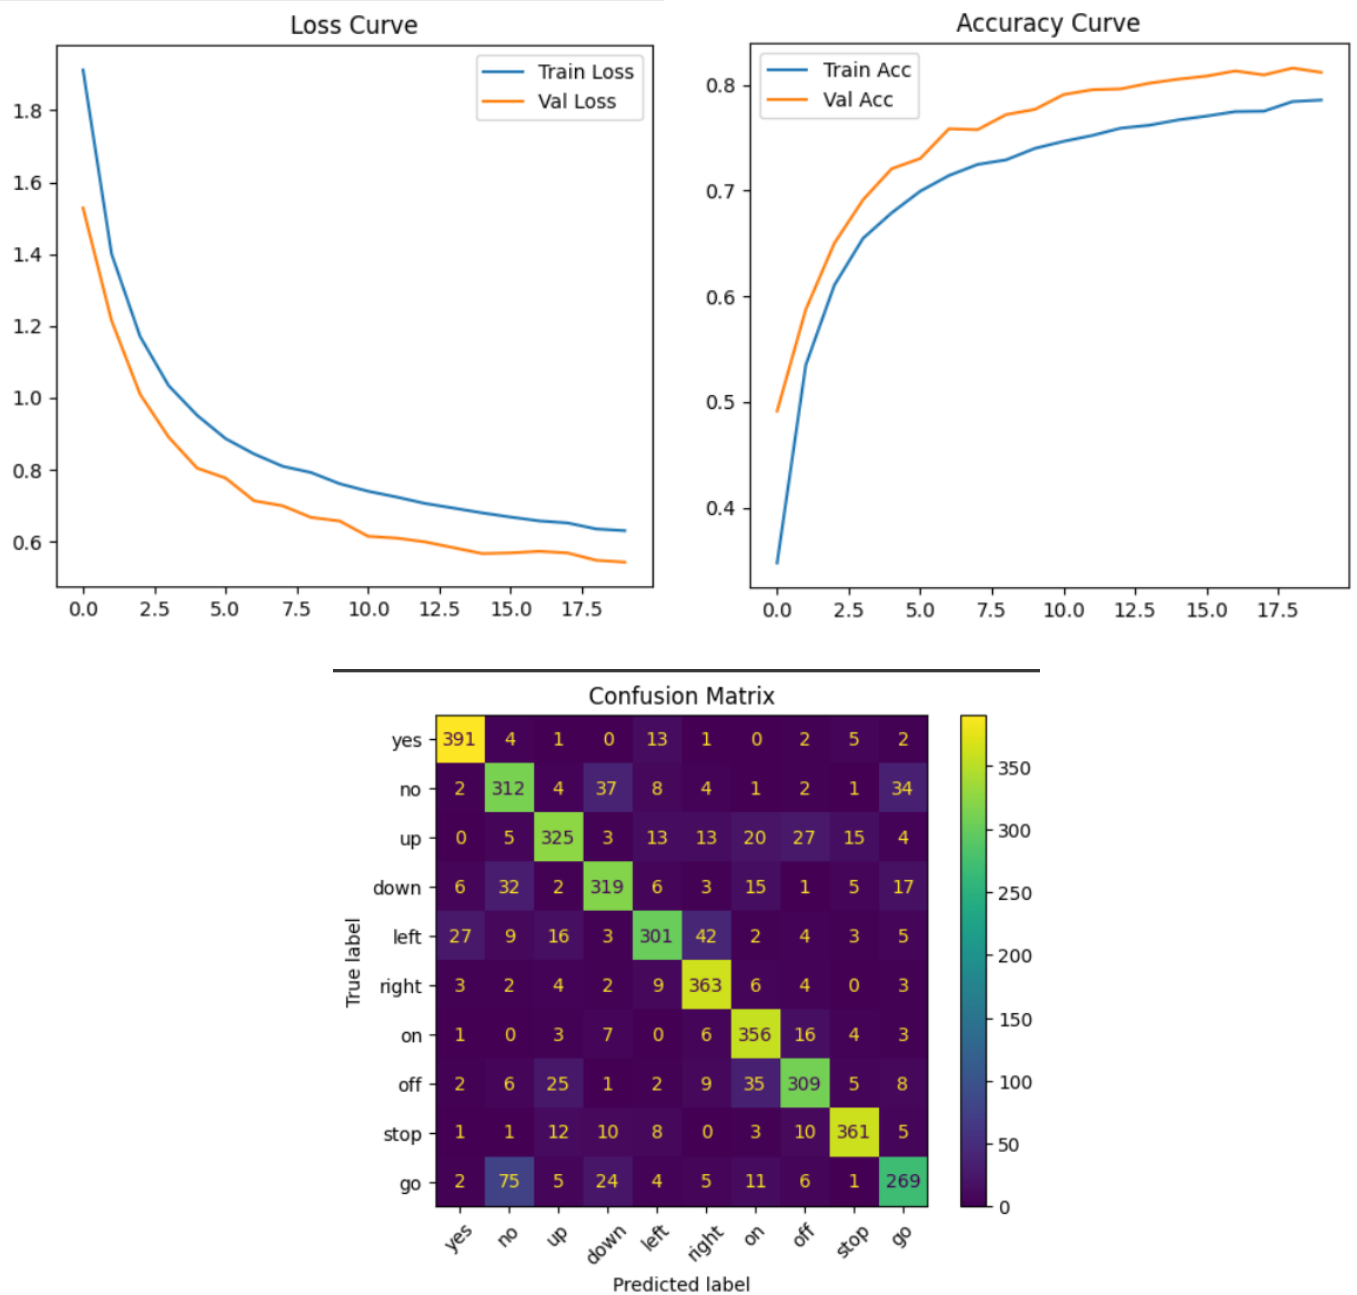 Loss Curve
Train Loss
Val Loss
1.8
1.6
1.4
1.2
1.0
0.8
0.6
0.0 2.5 5.0 7.5 10.0 12.5 15.0 17.5
Accuracy Curve
Train Acc
Val Acc
0.8
0.7
0.6
0.5
0.4
0.0 2.5 5.0 7.5 10.0 12.5 15.0 17.5
Confusion Matrix
True label
yes 391 4 1 0 13 1 0 2 5 2
no 2 312 4 37 8 4 1 2 1 34
up 0 5 325 3 13 13 20 27 15 4
down 6 32 2 319 6 3 15 1 5 17
left 27 9 16 3 301 42 2 4 3 5
right 3 2 4 2 9 363 6 4 0 3
on 1 0 3 7 0 6 356 16 4 3
off 2 6 25 1 2 9 35 309 5 8
stop 1 1 12 10 8 0 3 10 361 5
go 2 75 5 24 4 5 11 6 1 269
yes no up down left right on off stop go
Predicted label
350
300
250
200
150
100
50
0